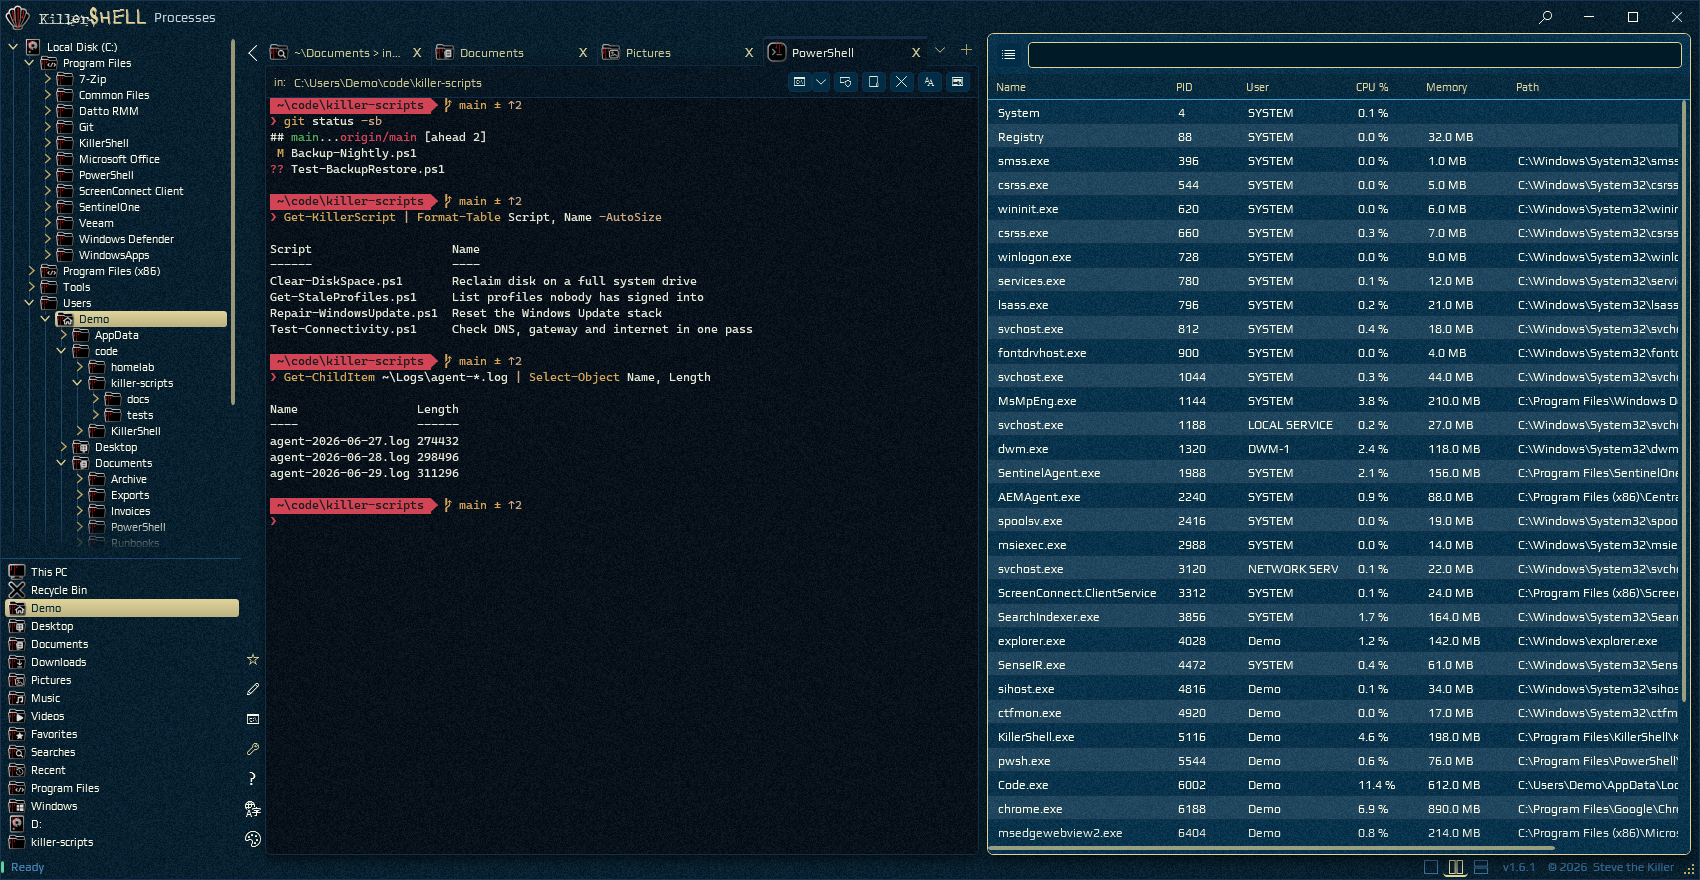 KillerSHELL Processes
Local Disk (C:)
Program Files
7-Zip
Common Files
Datto RMM
Git
KillerShell
Microsoft Office
PowerShell
ScreenConnect Client
SentinelOne
Veeam
Windows Defender
WindowsApps
Program Files (x86)
Tools
Users
Demo
AppData
code
homelab
killer-scripts
docs
tests
KillerShell
Desktop
Documents
Archive
Exports
Invoices
PowerShell
Runbooks
This PC
Recycle Bin
Demo
Desktop
Documents
Downloads
Pictures
Music
Videos
Favorites
Searches
Recent
Program Files
Windows
D:
killer-scripts
Ready
~\Documents > in... X Documents X Pictures X PowerShell X
in: C:\Users\Demo\code\killer-scripts
~\code\killer-scripts main ± ↑2
❯ git status -sb
## main...origin/main [ahead 2]
M Backup-Nightly.ps1
?? Test-BackupRestore.ps1
~\code\killer-scripts main ± ↑2
❯ Get-KillerScript | Format-Table Script, Name -AutoSize
Script Name
------ ----
Clear-DiskSpace.ps1 Reclaim disk on a full system drive
Get-StaleProfiles.ps1 List profiles nobody has signed into
Repair-WindowsUpdate.ps1 Reset the Windows Update stack
Test-Connectivity.ps1 Check DNS, gateway and internet in one pass
~\code\killer-scripts main ± ↑2
❯ Get-ChildItem ~\Logs\agent-*.log | Select-Object Name, Length
Name Length
---- ------
agent-2026-06-27.log 274432
agent-2026-06-28.log 298496
agent-2026-06-29.log 311296
~\code\killer-scripts main ± ↑2
❯
Name PID User CPU % Memory Path
System 4 SYSTEM 0.1 %
Registry 88 SYSTEM 0.0 % 32.0 MB
smss.exe 396 SYSTEM 0.0 % 1.0 MB C:\Windows\System32\smss
csrss.exe 544 SYSTEM 0.0 % 5.0 MB C:\Windows\System32\csrss
wininit.exe 620 SYSTEM 0.0 % 6.0 MB C:\Windows\System32\winin
csrss.exe 660 SYSTEM 0.3 % 7.0 MB C:\Windows\System32\csrss
winlogon.exe 728 SYSTEM 0.0 % 9.0 MB C:\Windows\System32\winlo
services.exe 780 SYSTEM 0.1 % 12.0 MB C:\Windows\System32\servi
lsass.exe 796 SYSTEM 0.2 % 21.0 MB C:\Windows\System32\lsass
svchost.exe 812 SYSTEM 0.4 % 18.0 MB C:\Windows\System32\svch
fontdrvhost.exe 900 SYSTEM 0.0 % 4.0 MB C:\Windows\System32\fontd
svchost.exe 1044 SYSTEM 0.3 % 44.0 MB C:\Windows\System32\svch
MsMpEng.exe 1144 SYSTEM 3.8 % 210.0 MB C:\Program Files\Windows D
svchost.exe 1188 LOCAL SERVICE 0.2 % 27.0 MB C:\Windows\System32\svch
dwm.exe 1320 DWM-1 2.4 % 118.0 MB C:\Windows\System32\dwm
SentinelAgent.exe 1988 SYSTEM 2.1 % 156.0 MB C:\Program Files\SentinelOne
AEMAgent.exe 2240 SYSTEM 0.9 % 88.0 MB C:\Program Files (x86)\Centra
spoolsv.exe 2416 SYSTEM 0.0 % 19.0 MB C:\Windows\System32\spoo
msiexec.exe 2988 SYSTEM 0.0 % 14.0 MB C:\Windows\System32\msie
svchost.exe 3120 NETWORK SERV 0.1 % 22.0 MB C:\Windows\System32\svch
ScreenConnect.ClientService 3312 SYSTEM 0.1 % 24.0 MB C:\Program Files (x86)\Scree
SearchIndexer.exe 3856 SYSTEM 1.7 % 164.0 MB C:\Windows\System32\Sear
explorer.exe 4028 Demo 1.2 % 142.0 MB C:\Windows\explorer.exe
SenseIR.exe 4472 SYSTEM 0.4 % 61.0 MB C:\Windows\System32\Sens
sihost.exe 4816 Demo 0.1 % 34.0 MB C:\Windows\System32\sihos
ctfmon.exe 4920 Demo 0.0 % 17.0 MB C:\Windows\System32\ctfm
KillerShell.exe 5116 Demo 4.6 % 198.0 MB C:\Program Files\KillerShell\K
pwsh.exe 5544 Demo 0.6 % 76.0 MB C:\Program Files\PowerShell\
Code.exe 6002 Demo 11.4 % 612.0 MB C:\Users\Demo\AppData\Loc
chrome.exe 6188 Demo 6.9 % 890.0 MB C:\Program Files\Google\Chr
msedgewebview2.exe 6404 Demo 0.8 % 214.0 MB C:\Program Files (x86)\Micros
v1.6.1 © 2026 Steve the Killer